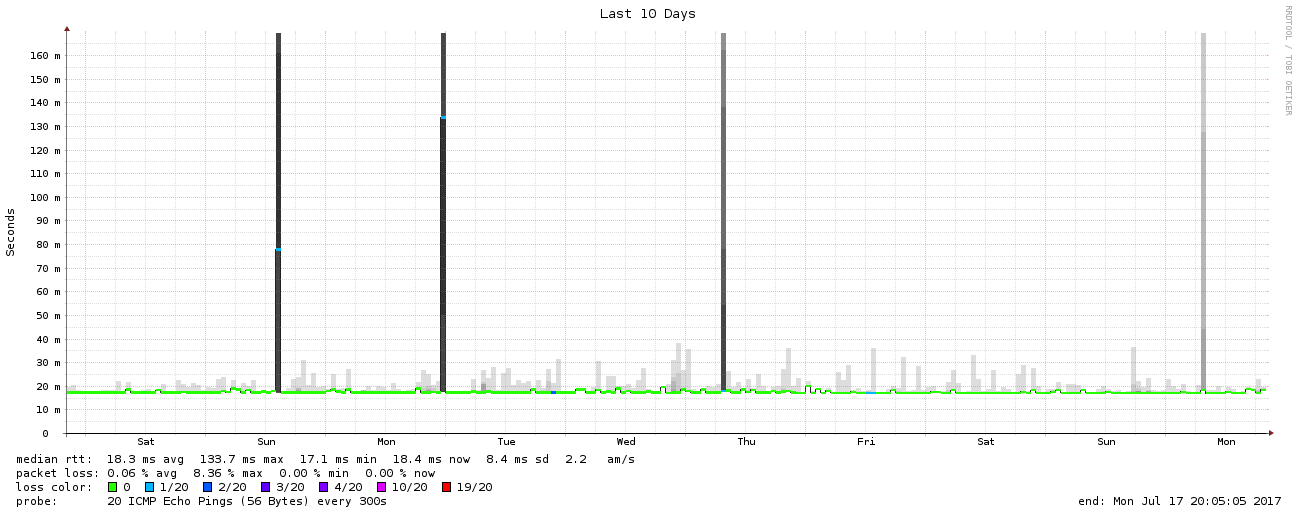 Last 10 Days
RRDTOOL / TOBI OETIKER
Seconds
160 m
150 m
140 m
130 m
120 m
110 m
100 m
90 m
80 m
70 m
60 m
50 m
40 m
30 m
20 m
10 m
0
Sat Sun Mon Tue Wed Thu Fri Sat Sun Mon
median rtt: 18.3 ms avg 133.7 ms max 17.1 ms min 18.4 ms now 8.4 ms sd 2.2 am/s
packet loss: 0.06 % avg 8.36 % max 0.00 % min 0.00 % now
loss color: 0 1/20 2/20 3/20 4/20 10/20 19/20
probe: 20 ICMP Echo Pings (56 Bytes) every 300s end: Mon Jul 17 20:05:05 2017